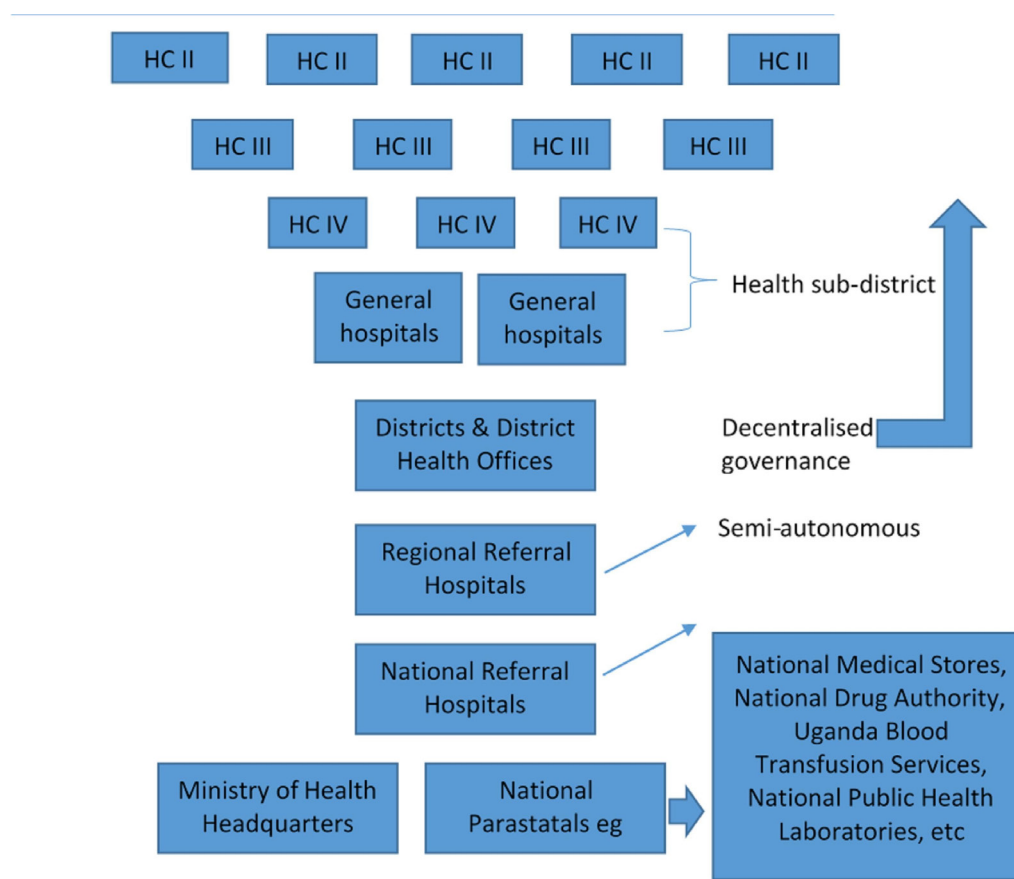 HC II
HC II
HC II
HC II
HC II
HC III
HC III
HC III
HC III
HC IV
HC IV
HC IV
General
hospitals
General
hospitals
Health sub-district
Districts & District
Health Offices
Decentralised
governance
Regional Referral
Hospitals
Semi-autonomous
National Referral
Hospitals
Ministry of Health
Headquarters
National
Parastatals eg
National Medical Stores,
National Drug Authority,
Uganda Blood
Transfusion Services,
National Public Health
Laboratories, etc